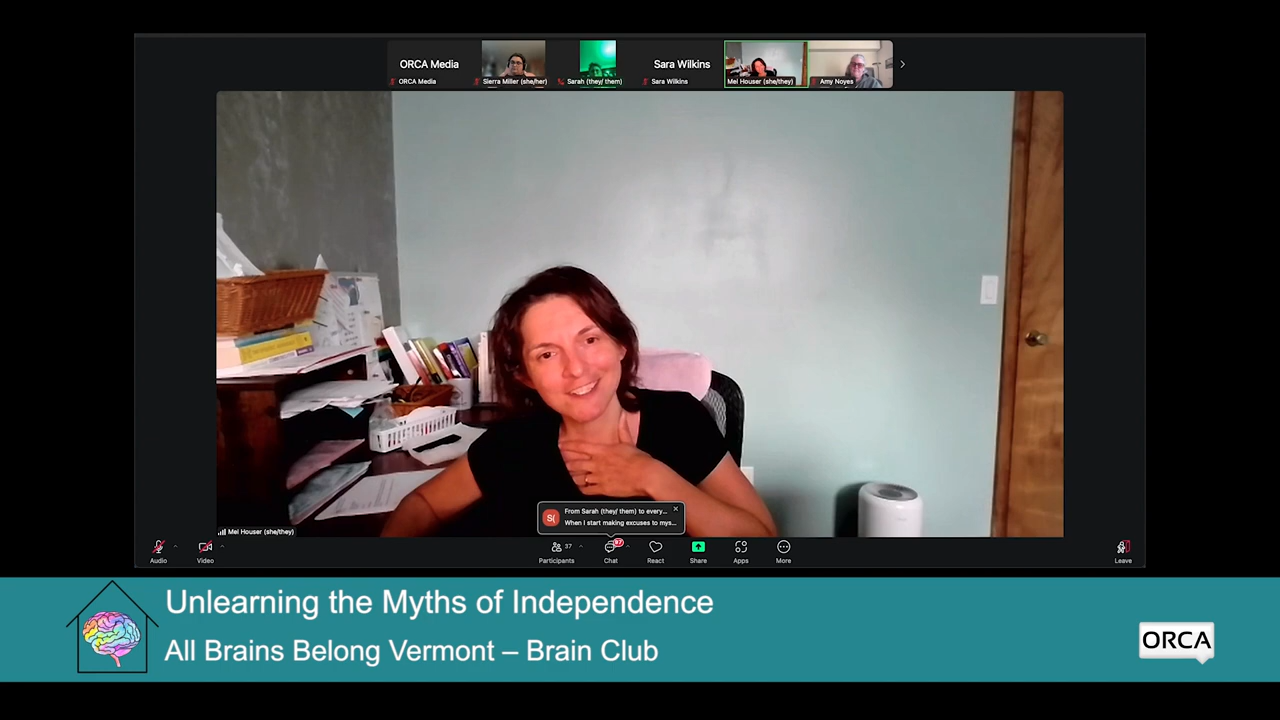 ORCA Media
Sara Wilkins
ORCA Media
Sierra Miller (she/her)
Sarah (they/ them)
Sara Wilkins
Mel Houser (she/they)
Amy Noyes
Mel Houser (she/they)
S(
From Sarah (they/ them) to every...
When I start making excuses to mys...
37
97
Audio
Video
Participants
Chat
React
Share
Apps
More
Leave
Unlearning the Myths of Independence
All Brains Belong Vermont – Brain Club
ORCA